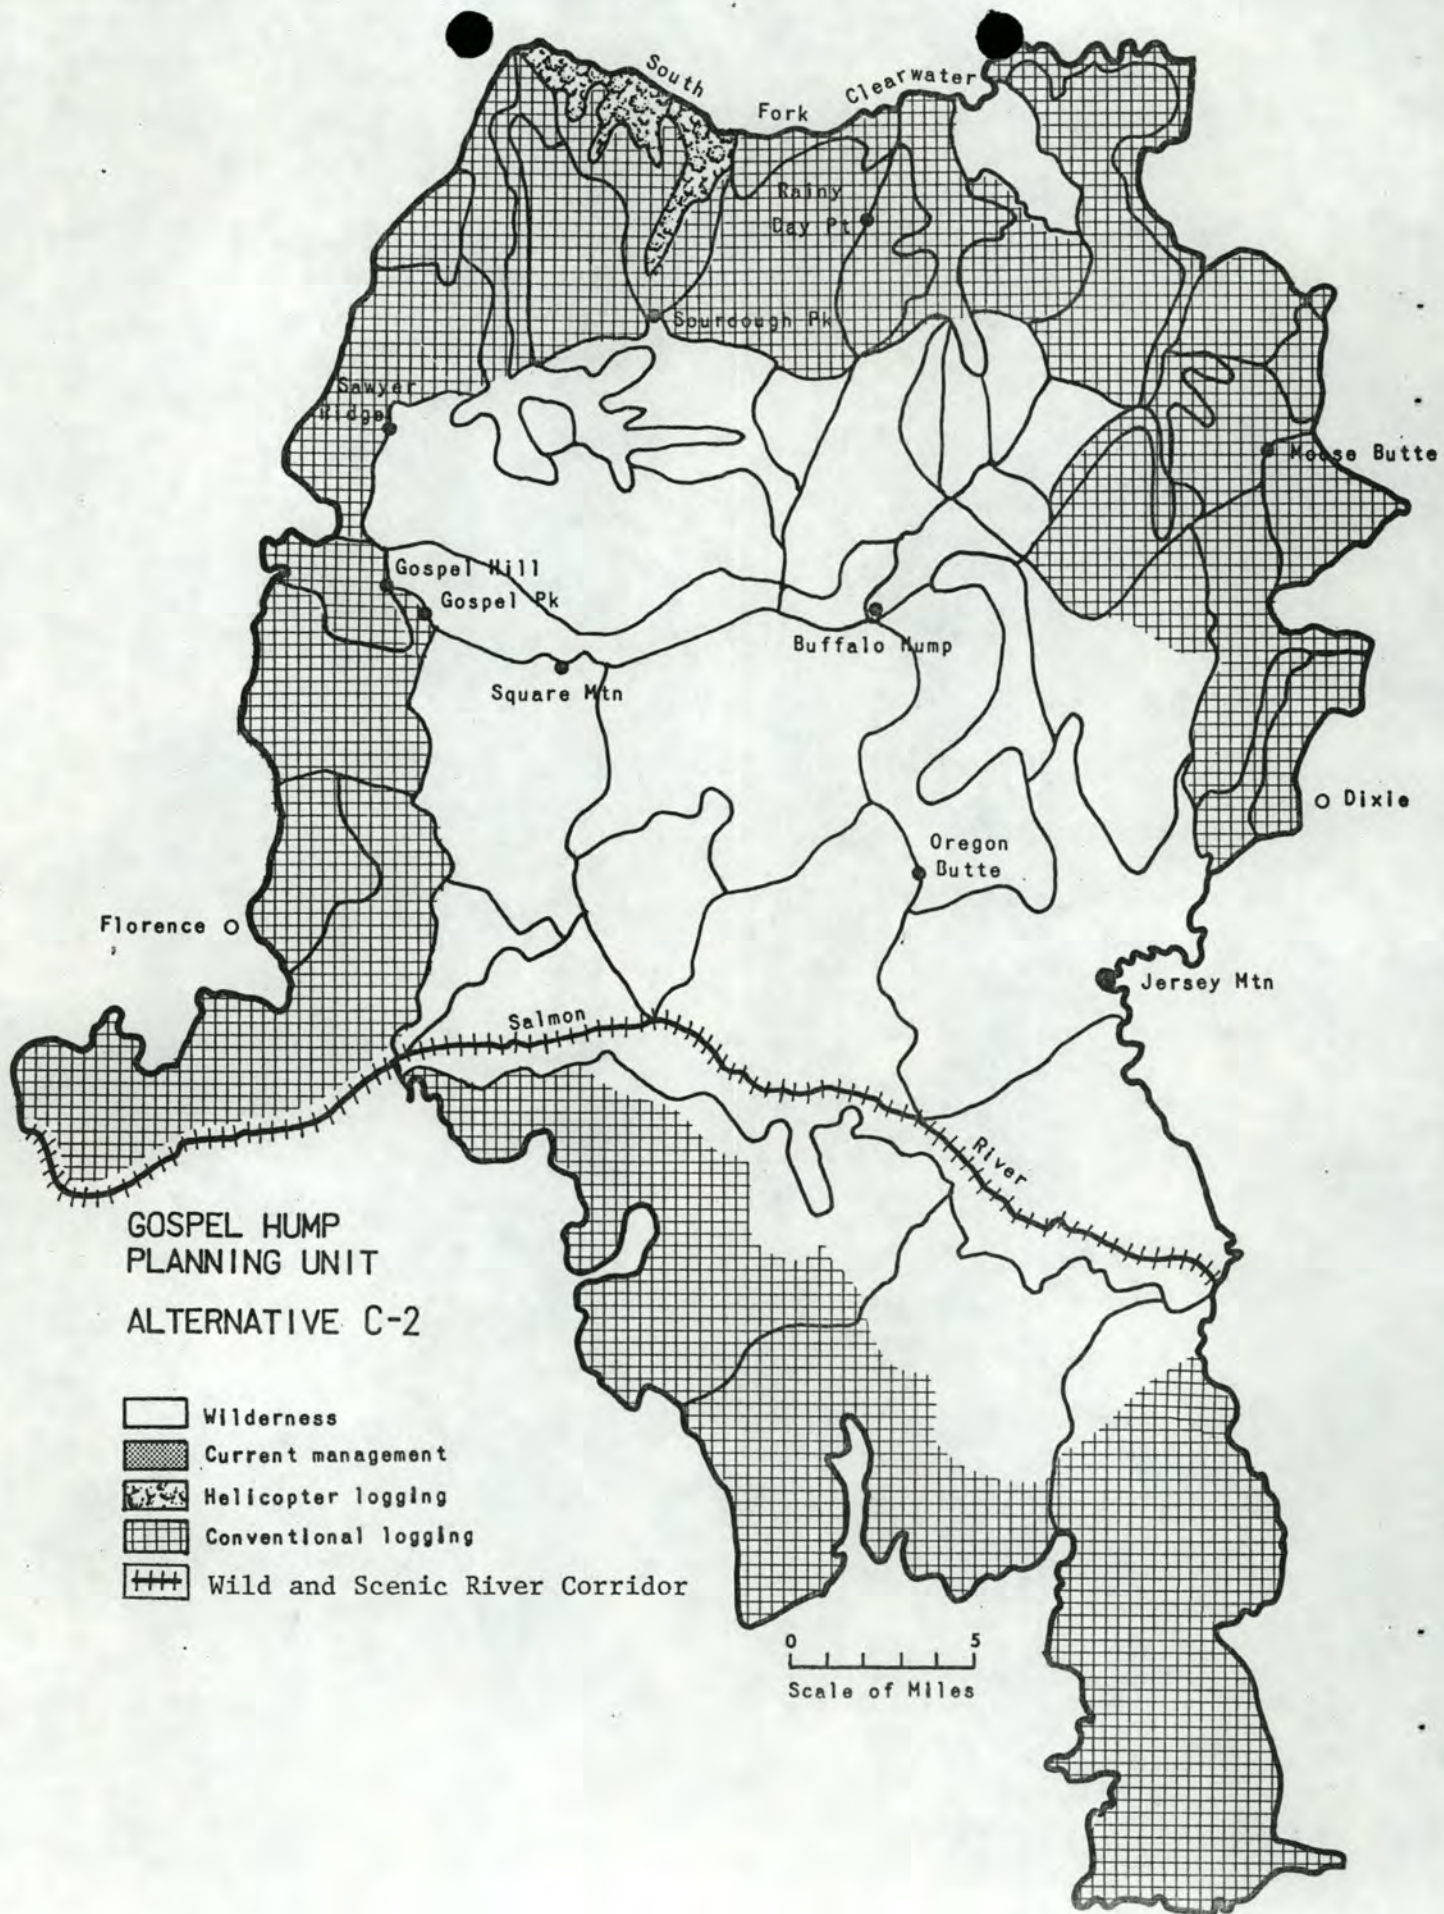 South
Fork
Clearwater
Rainy
Day Pt
Sourdough Pk
Sawyer
Ridge
Moose Butte
Gospel Hill
Gospel Pk
Buffalo Hump
Square Mtn
Dixie
Oregon
Butte
Florence
Jersey Mtn
Salmon
River
GOSPEL HUMP
PLANNING UNIT
ALTERNATIVE C-2
Wilderness
Current management
Helicopter logging
Conventional logging
Wild and Scenic River Corridor
0 5
Scale of Miles